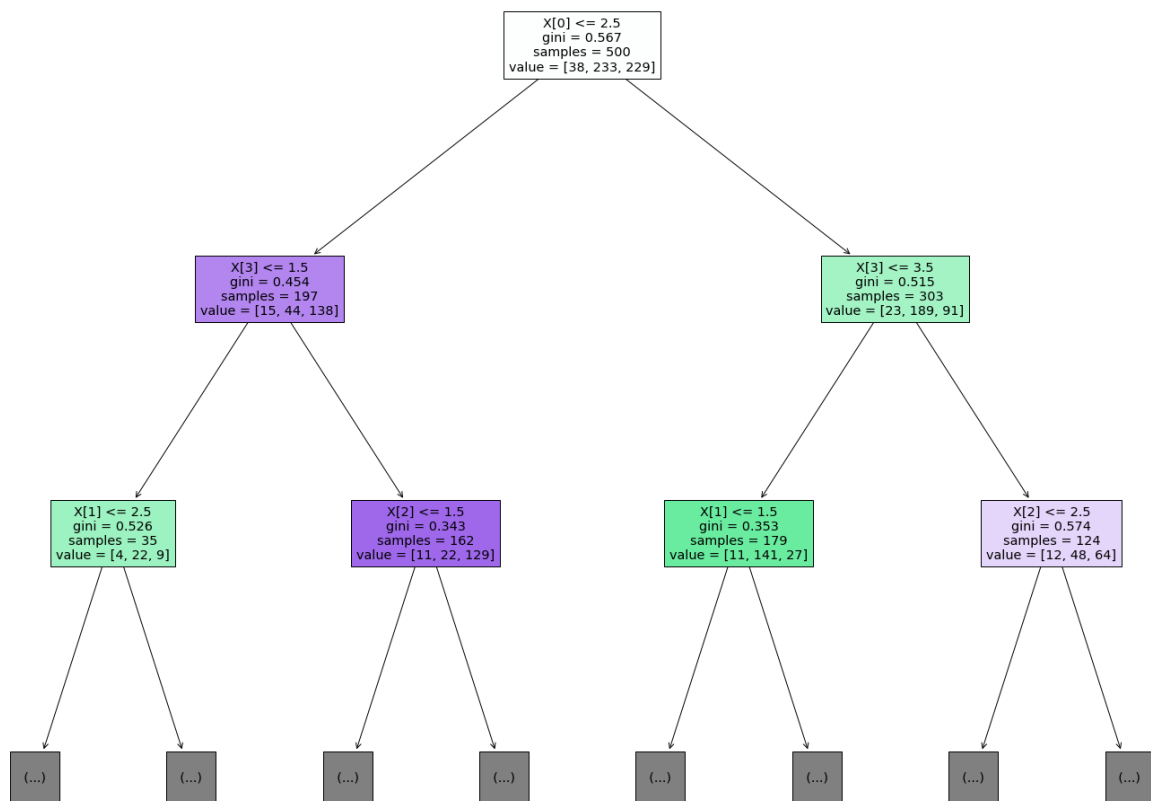 X[0] <= 2.5
gini = 0.567
samples = 500
value = [38, 233, 229]
X[3] <= 1.5
gini = 0.454
samples = 197
value = [15, 44, 138]
X[3] <= 3.5
gini = 0.515
samples = 303
value = [23, 189, 91]
X[1] <= 2.5
gini = 0.526
samples = 35
value = [4, 22, 9]
X[2] <= 1.5
gini = 0.343
samples = 162
value = [11, 22, 129]
X[1] <= 1.5
gini = 0.353
samples = 179
value = [11, 141, 27]
X[2] <= 2.5
gini = 0.574
samples = 124
value = [12, 48, 64]
(...)
(...)
(...)
(...)
(...)
(...)
(...)
(...)